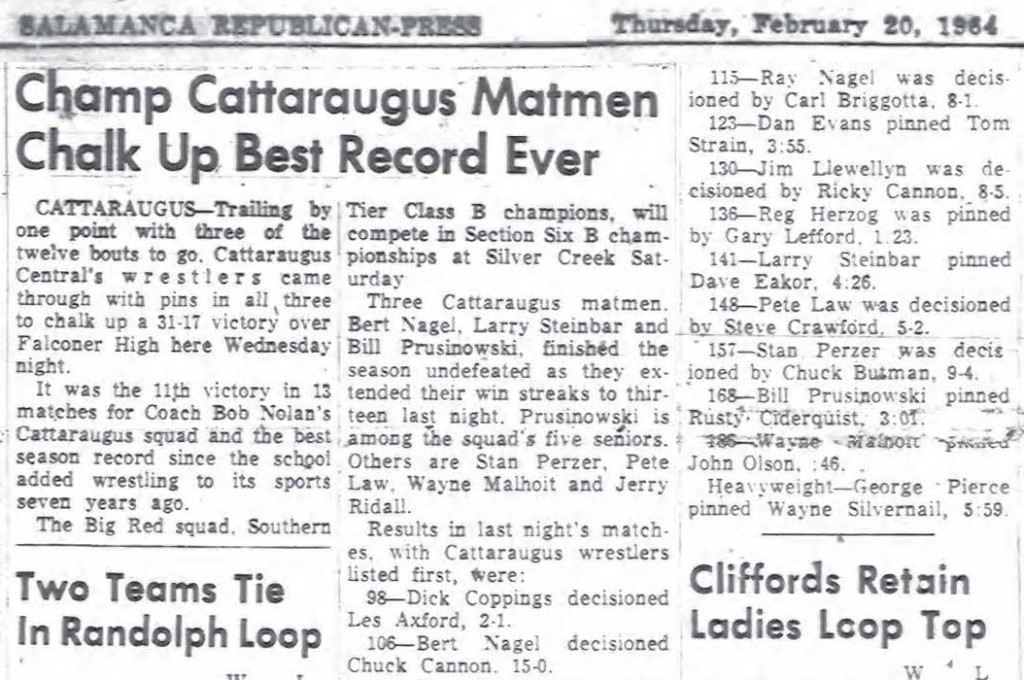 SALAMANCA REPUBLICAN-PRESS
Thursday, February 20, 1964
Champ Cattaraugus Matmen
Chalk Up Best Record Ever
CATTARAUGUS—Trailing by
one point with three of the
twelve bouts to go, Cattaraugus
Central's wrestlers came
through with pins in all three
to chalk up a 31-17 victory over
Falconer High here Wednesday
night.
It was the 11th victory in 13
matches for Coach Bob Nolan's
Cattaraugus squad and the best
season record since the school
added wrestling to its sports
seven years ago.
The Big Red squad, Southern
Tier Class B champions, will
compete in Section Six B cham-
pionships at Silver Creek Sat-
urday
Three Cattaraugus matmen,
Bert Nagel, Larry Steinbar and
Bill Prusinowski, finished the
season undefeated as they ex-
tended their win streaks to thir-
teen last night. Prusinowski is
among the squad's five seniors.
Others are Stan Perzer, Pete
Law, Wayne Malhoit and Jerry
Ridall.
Results in last night's match-
es, with Cattaraugus wrestlers
listed first, were:
98—Dick Coppings decisioned
Les Axford, 2-1.
106—Bert Nagel decisioned
Chuck Cannon, 15-0.
115—Ray Nagel was decis-
ioned by Carl Briggotta, 8-1.
123—Dan Evans pinned Tom
Strain, 3:55.
130—Jim Llewellyn was de-
cisioned by Ricky Cannon, 8-5.
136—Reg Herzog was pinned
by Gary Lefford, 1:23.
141—Larry Steinbar pinned
Dave Eakor, 4:26.
148—Pete Law was decisioned
by Steve Crawford, 5-2.
157—Stan Perzer was decis
ioned by Chuck Butman, 9-4.
168—Bill Prusinowski pinned
Rusty Ciderquist, 3:01.
Wayne Malhoit pinned
John Olson, :46.
Heavyweight—George Pierce
pinned Wayne Silvernail, 5:59.
Two Teams Tie
In Randolph Loop
W L
Cliffords Retain
Ladies Loop Top
W L